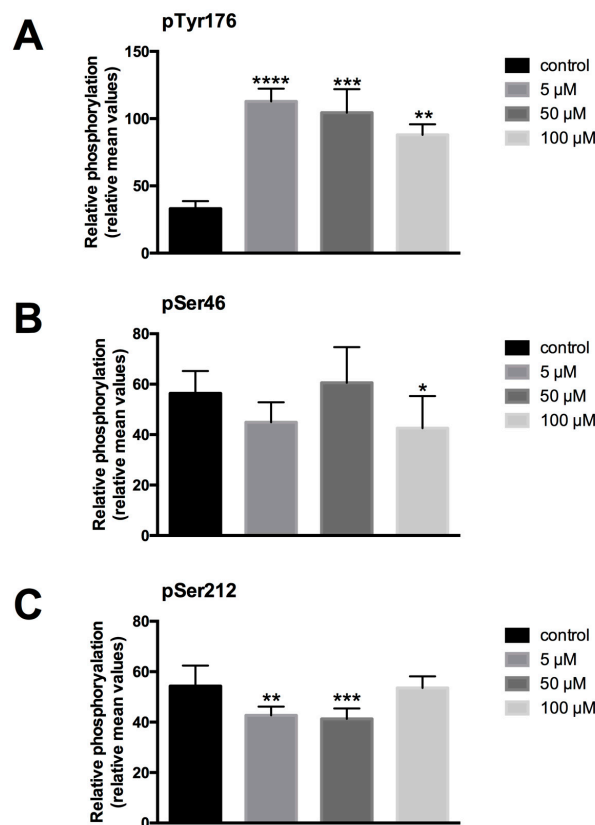 A
pTyr176
Relative phosphorylation
(relative mean values)
150
100
50
0
****
***
**
control
5 µM
50 µM
100 µM
B
pSer46
Relative phosphorylation
(relative mean values)
80
60
40
20
0
*
control
5 µM
50 µM
100 µM
C
pSer212
Relative phosphoryalation
(relative mean values)
80
60
40
20
0
**
***
control
5 µM
50 µM
100 µM